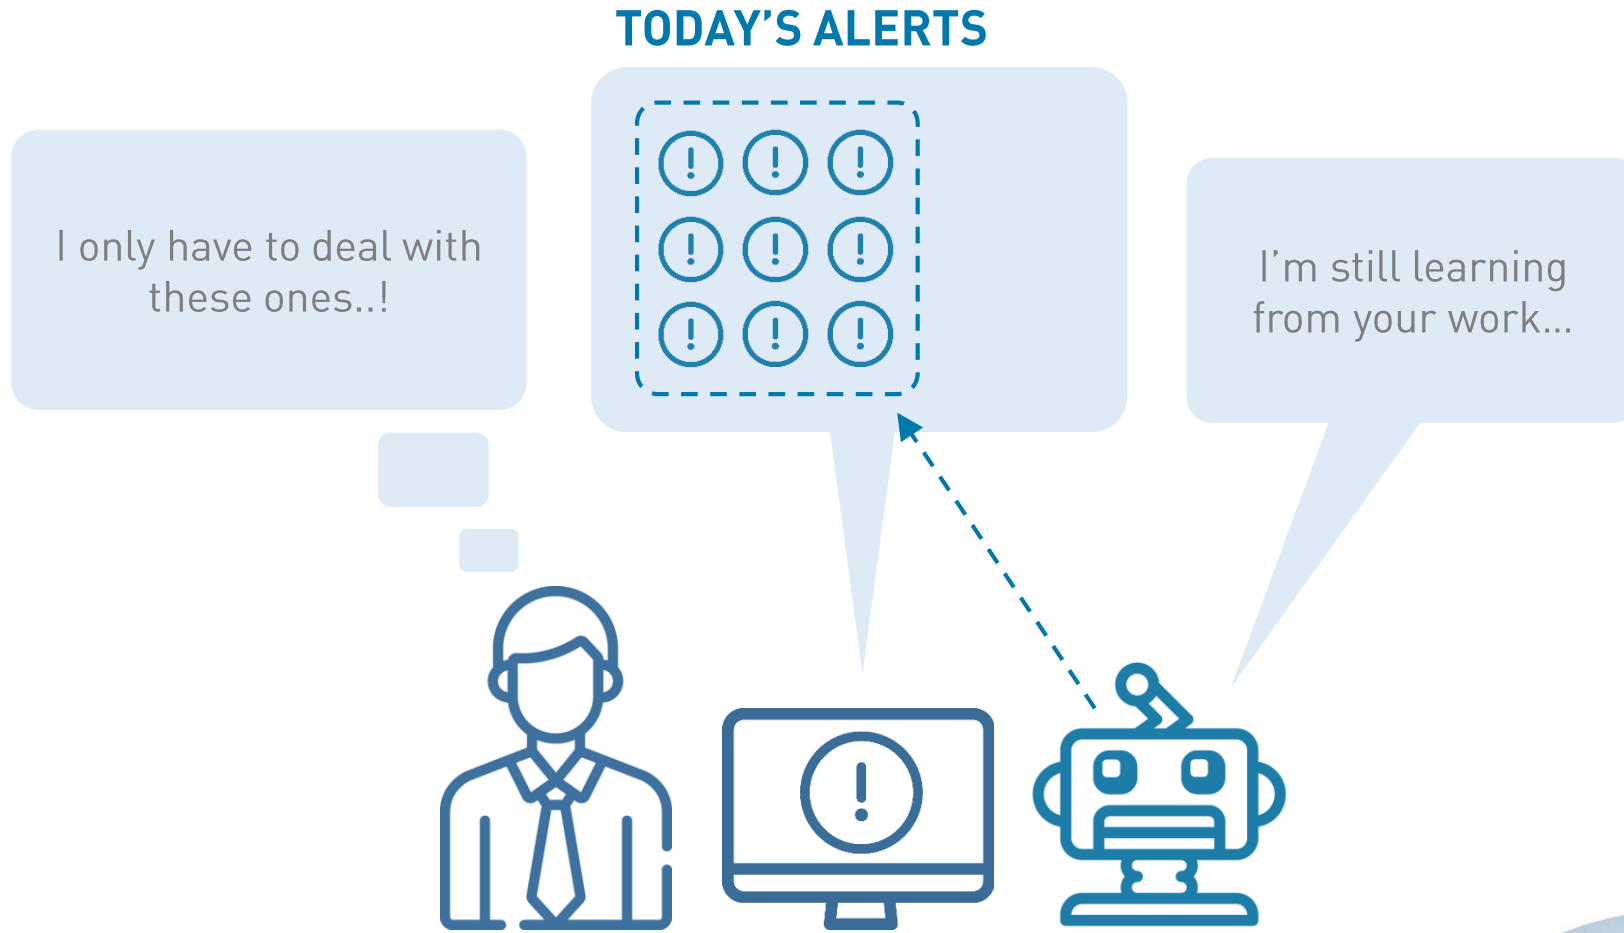 TODAY’S ALERTS
I only have to deal with
these ones..!
I’m still learning
from your work...